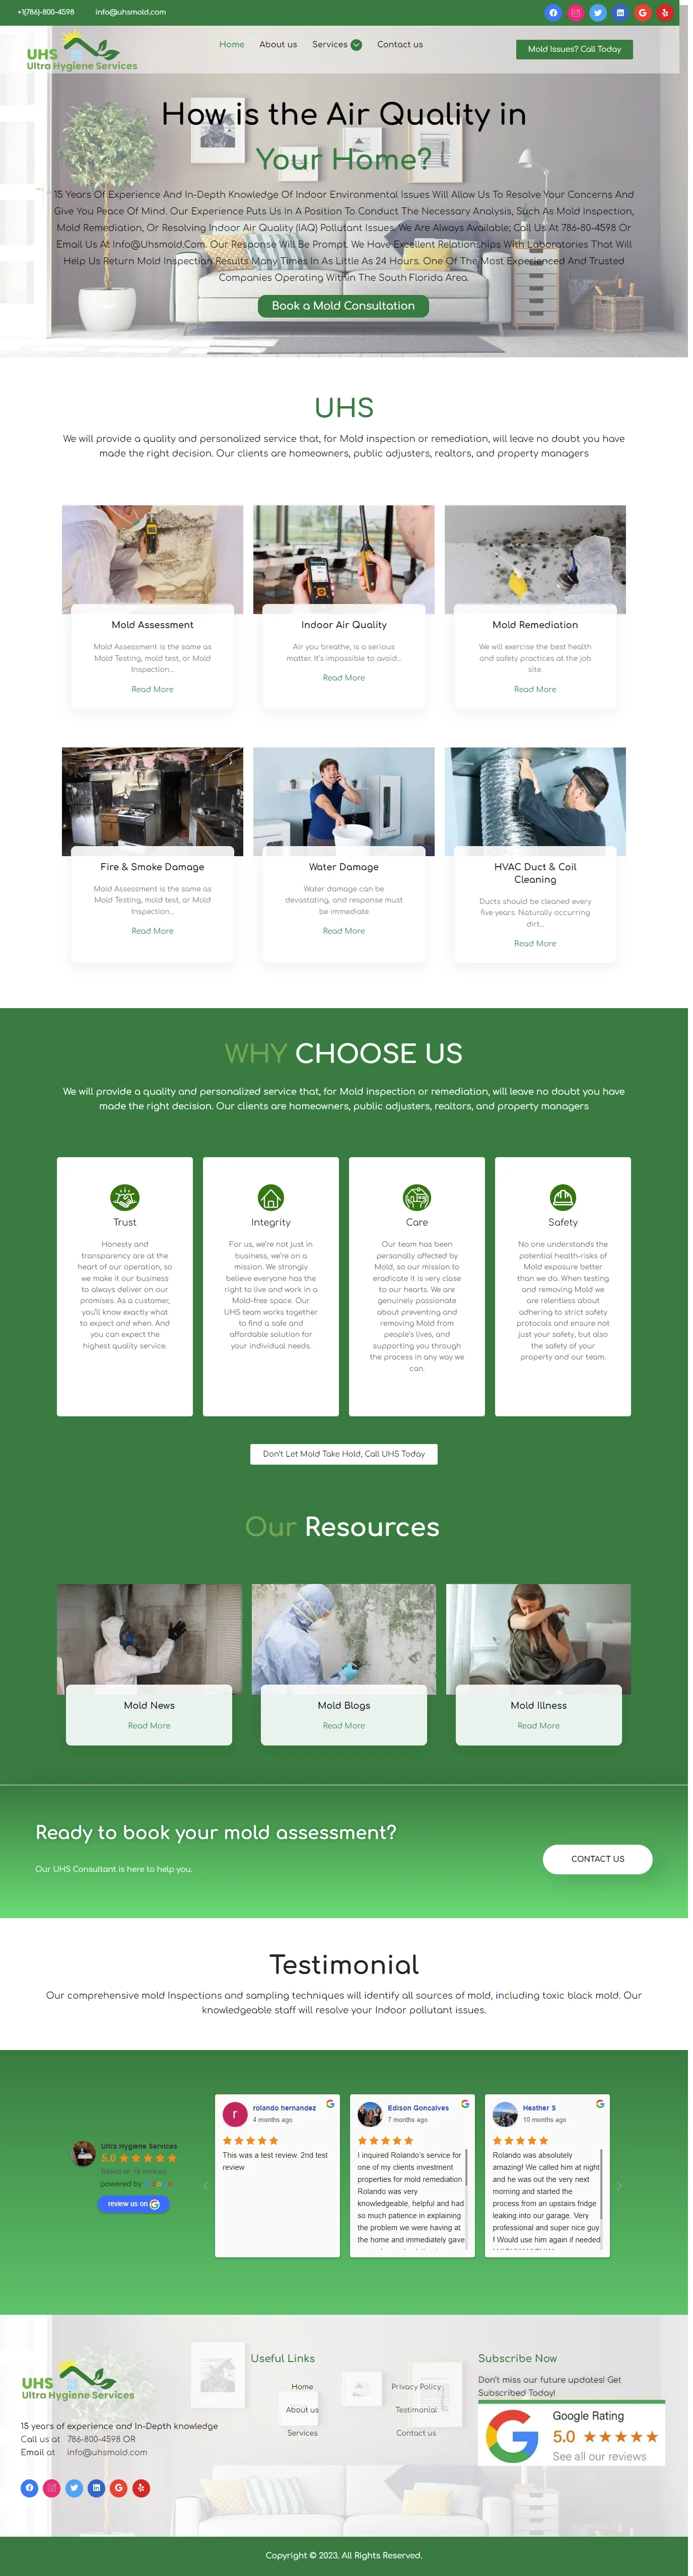 +1(786)-800-4598
info@uhsmold.com
UHS
Ultra Hygiene Services
Home
About us
Services
Contact us
Mold Issues? Call Today
How is the Air Quality in
Your Home?
15 Years Of Experience And In-Depth Knowledge Of Indoor Environmental Issues Will Allow Us To Resolve Your Concerns And
Give You Peace Of Mind. Our Experience Puts Us In A Position To Conduct The Necessary Analysis, Such As Mold Inspection,
Mold Remediation, Or Resolving Indoor Air Quality (IAQ) Pollutant Issues. We Are Always Available; Call Us At 786-80-4598 Or
Email Us At Info@Uhsmold.Com. Our Response Will Be Prompt. We Have Excellent Relationships With Laboratories That Will
Help Us Return Mold Inspection Results Many Times In As Little As 24 Hours. One Of The Most Experienced And Trusted
Companies Operating Within The South Florida Area.
Book a Mold Consultation
UHS
We will provide a quality and personalized service that, for Mold inspection or remediation, will leave no doubt you have
made the right decision. Our clients are homeowners, public adjusters, realtors, and property managers
Mold Assessment
Mold Assessment is the same as
Mold Testing, mold test, or Mold
Inspection...
Read More
Indoor Air Quality
Air you breathe, is a serious
matter. It's impossible to avoid...
Read More
Mold Remediation
We will exercise the best health
and safety practices at the job
site.
Read More
Fire & Smoke Damage
Mold Assessment is the same as
Mold Testing, mold test, or Mold
Inspection...
Read More
Water Damage
Water damage can be
devastating, and response must
be immediate
Read More
HVAC Duct & Coil
Cleaning
Ducts should be cleaned every
five years. Naturally occurring
dirt...
Read More
WHY CHOOSE US
We will provide a quality and personalized service that, for Mold inspection or remediation, will leave no doubt you have
made the right decision. Our clients are homeowners, public adjusters, realtors, and property managers
Trust
Honesty and
transparency are at the
heart of our operation, so
we make it our business
to always deliver on our
promises. As a customer,
you'll know exactly what
to expect and when. And
you can expect the
highest quality service.
Integrity
For us, we're not just in
business, we're on a
mission. We strongly
believe everyone has the
right to live and work in a
Mold-free space. Our
UHS team works together
to find a safe and
affordable solution for
your individual needs.
Care
Our team has been
personally affected by
Mold, so our mission to
eradicate it is very close
to our hearts. We are
genuinely passionate
about preventing and
removing Mold from
people's lives, and
supporting you through
the process in any way we
can.
Safety
No one understands the
potential health-risks of
Mold exposure better
than we do. When testing
and removing Mold we
are relentless about
adhering to strict safety
protocols and ensure not
just your safety, but also
the safety of your
property and our team.
Don't Let Mold Take Hold, Call UHS Today
Our Resources
Mold News
Read More
Mold Blogs
Read More
Mold Illness
Read More
Ready to book your mold assessment?
Our UHS Consultant is here to help you.
CONTACT US
Testimonial
Our comprehensive mold Inspections and sampling techniques will identify all sources of mold, including toxic black mold. Our
knowledgeable staff will resolve your Indoor pollutant issues.
Ultra Hygiene Services
5.0
Based on 15 reviews
powered by Google
review us on
r
rolando hernandez
4 months ago
This was a test review. 2nd test
review
Edison Goncalves
7 months ago
I inquired Rolando's service for
one of my clients investment
properties for mold remediation.
Rolando was very
knowledgeable, helpful and had
so much patience in explaining
the problem we were having at
the home and immediately gave
Heather S
10 months ago
Rolando was absolutely
amazing! We called him at night
and he was out the very next
morning and started the
process from an upstairs fridge
leaking into our garage. Very
professional and super nice guy
! Would use him again if needed
UHS
Ultra Hygiene Services
15 years of experience and In-Depth knowledge
Call us at 786-800-4598 OR
Email at info@uhsmold.com
Useful Links
Home
About us
Services
Privacy Policy
Testimonial
Contact us
Subscribe Now
Don't miss our future updates! Get
Subscribed Today!
Google Rating
5.0
See all our reviews
Copyright © 2023. All Rights Reserved.